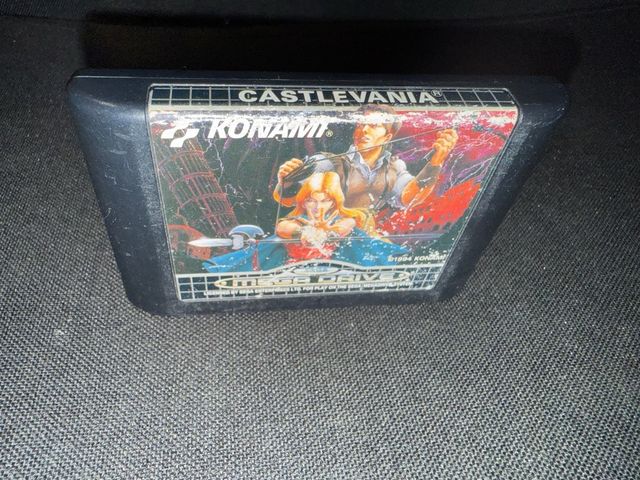 CASTLEVANIA®
KONAMI®
©1994 KONAMI
MEGA DRIVE